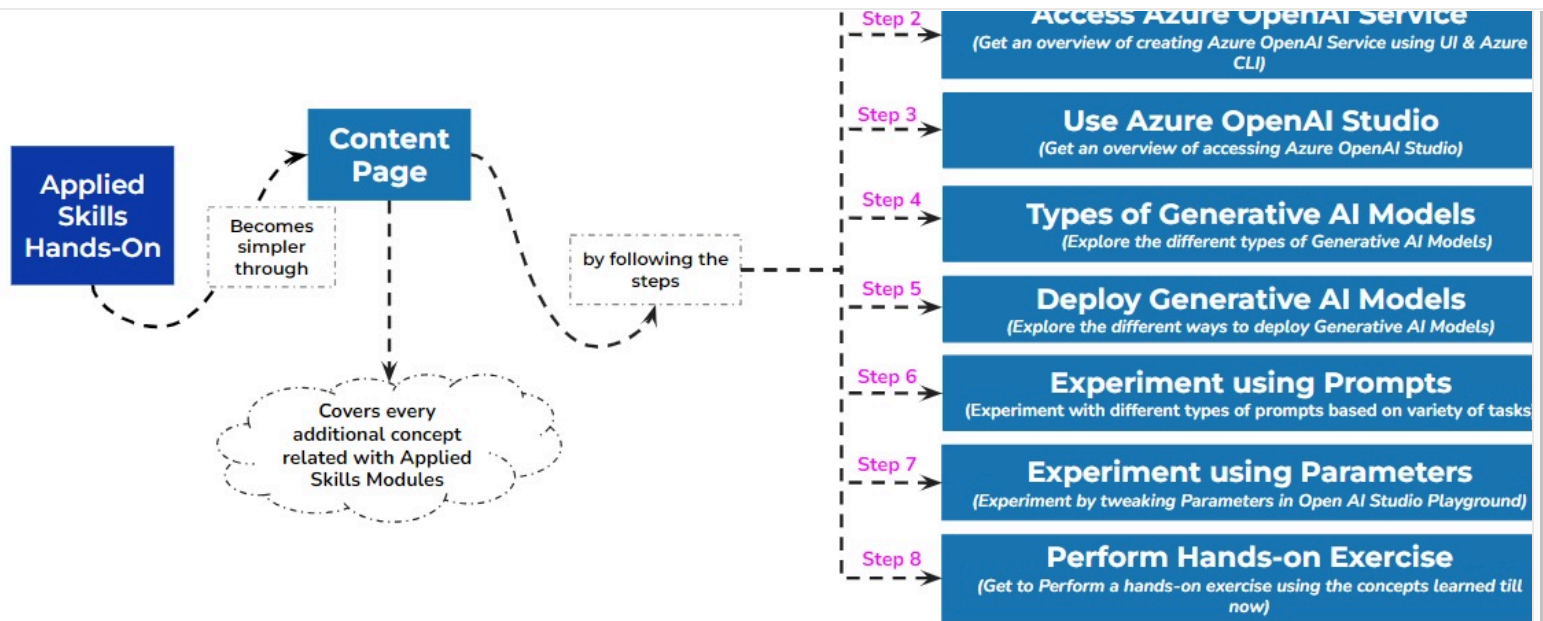 Applied
Skills
Hands-On
Becomes
simpler
through
Content
Page
Covers every
additional concept
related with Applied
Skills Modules
by following the
steps
Step 2
Access Azure OpenAI Service
(Get an overview of creating Azure OpenAI Service using UI & Azure
CLI)
Step 3
Use Azure OpenAI Studio
(Get an overview of accessing Azure OpenAI Studio)
Step 4
Types of Generative AI Models
(Explore the different types of Generative AI Models)
Step 5
Deploy Generative AI Models
(Explore the different ways to deploy Generative AI Models)
Step 6
Experiment using Prompts
(Experiment with different types of prompts based on variety of tasks
Step 7
Experiment using Parameters
(Experiment by tweaking Parameters in Open AI Studio Playground)
Step 8
Perform Hands-on Exercise
(Get to Perform a hands-on exercise using the concepts learned till
now)